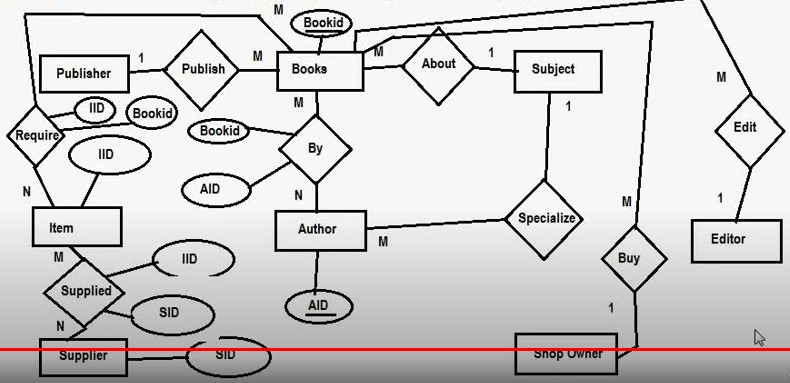 M
Bookid
Publisher
1
Publish
M
Books
M
About
1
Subject
M
IID
Bookid
Require
IID
M
Bookid
By
1
M
Edit
AID
N
N
Item
Author
M
Specialize
M
1
Editor
M
IID
Supplied
SID
AID
Buy
N
1
Supplier
SID
Shop Owner